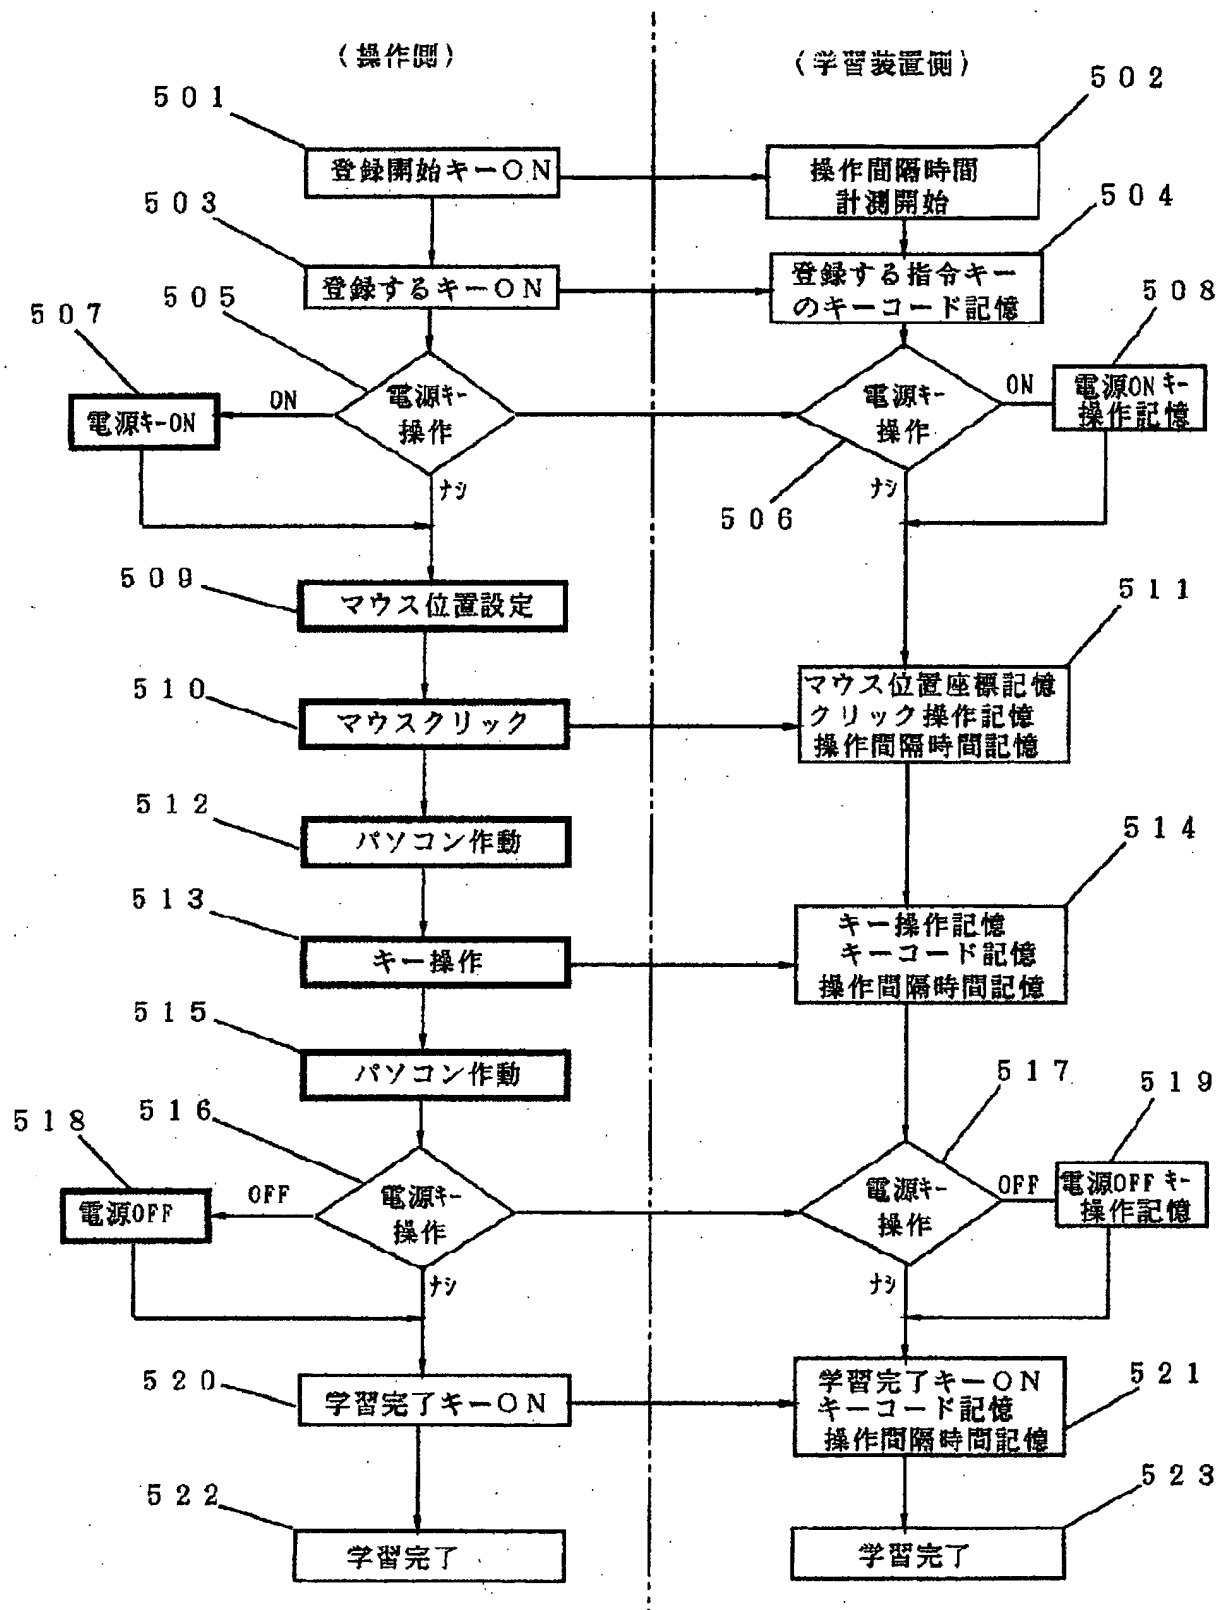 (操作側)
(学習装置側)
501
502
登録開始キーON
操作間隔時間
計測開始
503
504
登録するキーON
登録する指令キー
のキーコード記憶
505
507
508
電源キー
操作
ON
電源キーON
ナシ
電源キー
操作
ON
電源ONキー
操作記憶
ナシ
506
509
マウス位置設定
511
510
マウスクリック
マウス位置座標記憶
クリック操作記憶
操作間隔時間記憶
512
パソコン作動
514
513
キー操作
キー操作記憶
キーコード記憶
操作間隔時間記憶
515
パソコン作動
517
519
516
518
電源キー
操作
OFF
電源OFF
ナシ
電源キー
操作
OFF
電源OFFキー
操作記憶
ナシ
520
学習完了キーON
521
学習完了キーON
キーコード記憶
操作間隔時間記憶
522
学習完了
523
学習完了